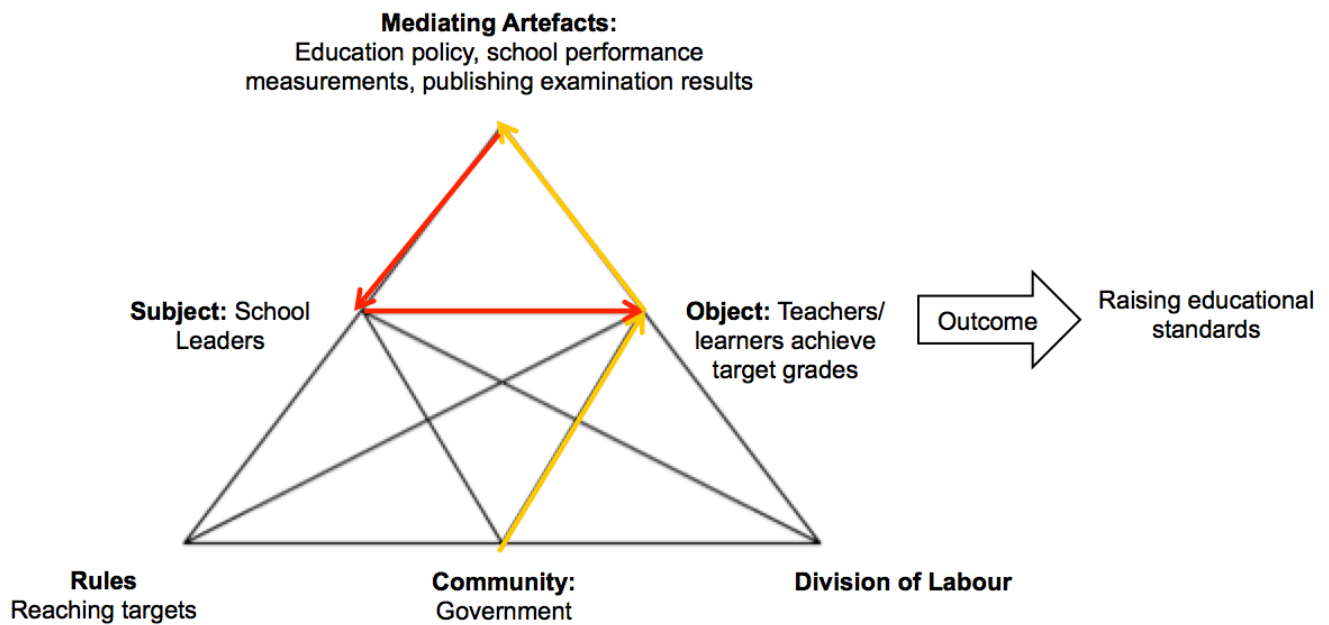 Mediating Artefacts:
Education policy, school performance
measurements, publishing examination results
Subject: School
Leaders
Object: Teachers/
learners achieve
target grades
Outcome
Raising educational
standards
Rules
Reaching targets
Community:
Government
Division of Labour